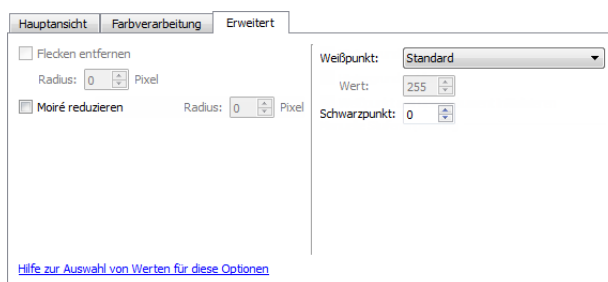 Hauptansicht Farbverarbeitung Erweitert
Flecken entfernen
Radius: 0 Pixel
Moiré reduzieren Radius: 0 Pixel
Weißpunkt: Standard
Wert: 255
Schwarzpunkt: 0
Hilfe zur Auswahl von Werten für diese Optionen